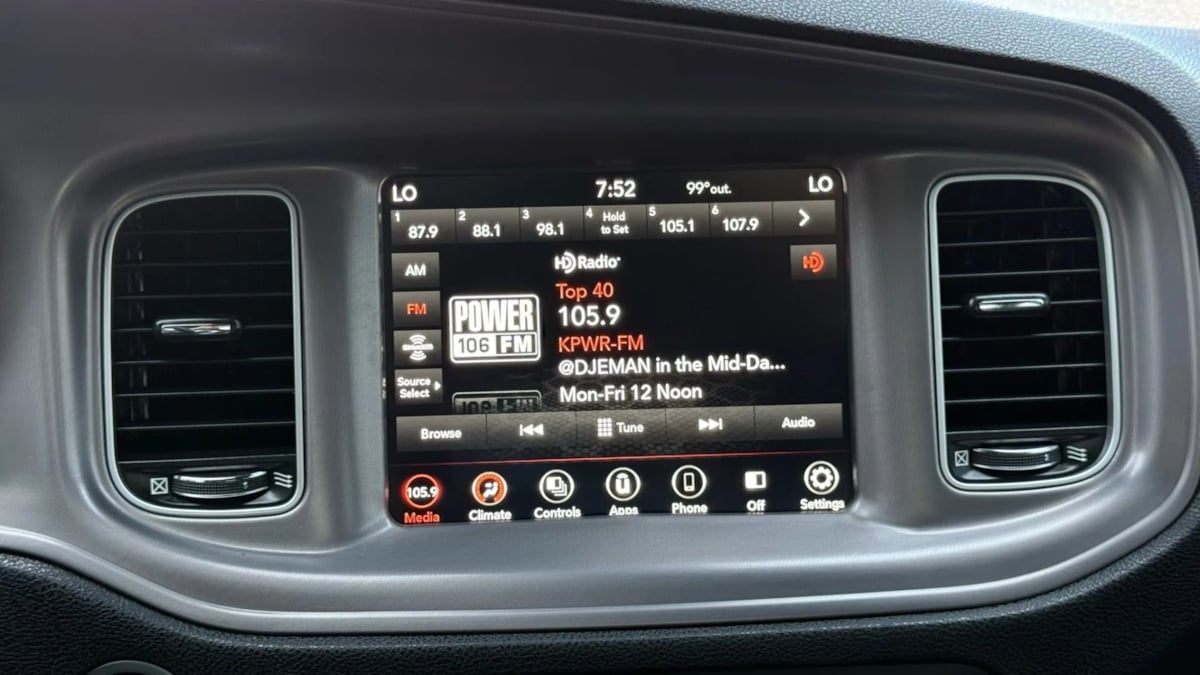 LO 7:52 99°out. LO
1 87.9 2 88.1 3 98.1 4 Hold to Set 5 105.1 6 107.9
HD Radio
AM
Top 40
FM
POWER
106 FM
105.9
KPWR-FM
@DJEMAN in the Mid-Da...
Source
Select
Mon-Fri 12 Noon
Browse Tune Audio
105.9
Media Climate Controls Apps Phone Off Settings